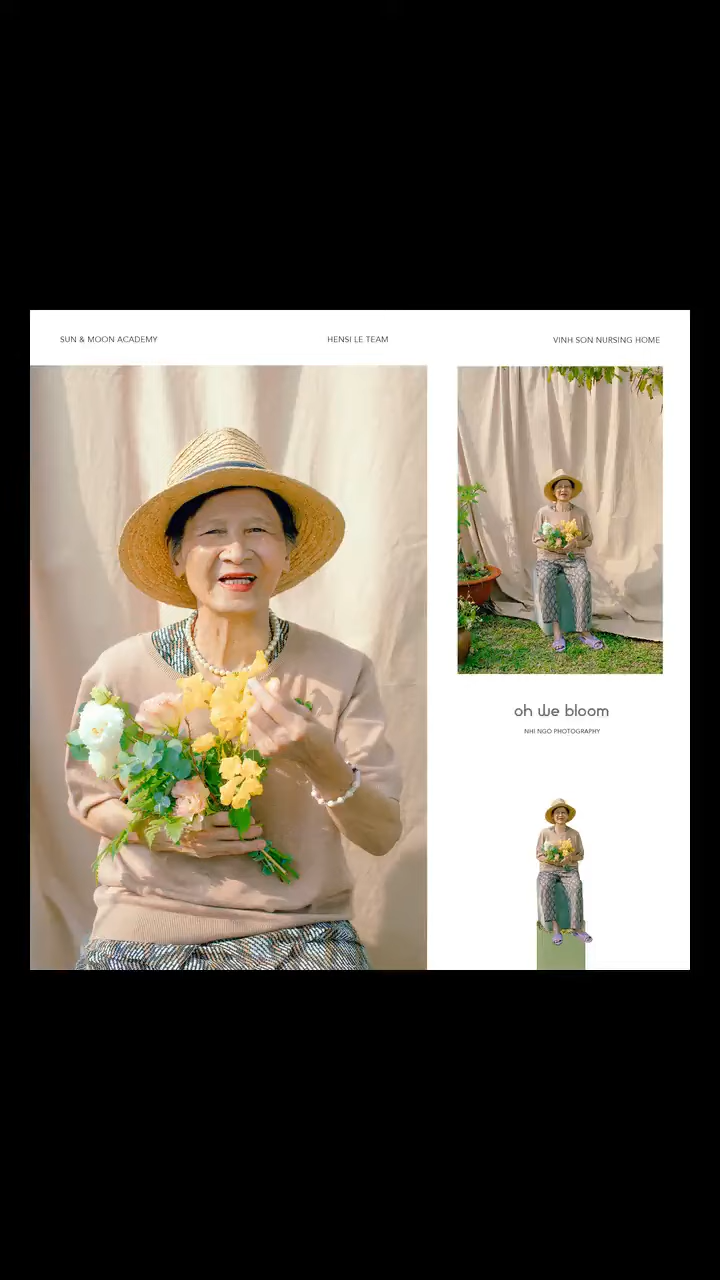 SUN & MOON ACADEMY
HENSI LE TEAM
VINH SON NURSING HOME
oh we bloom
NHI NGO PHOTOGRAPHY